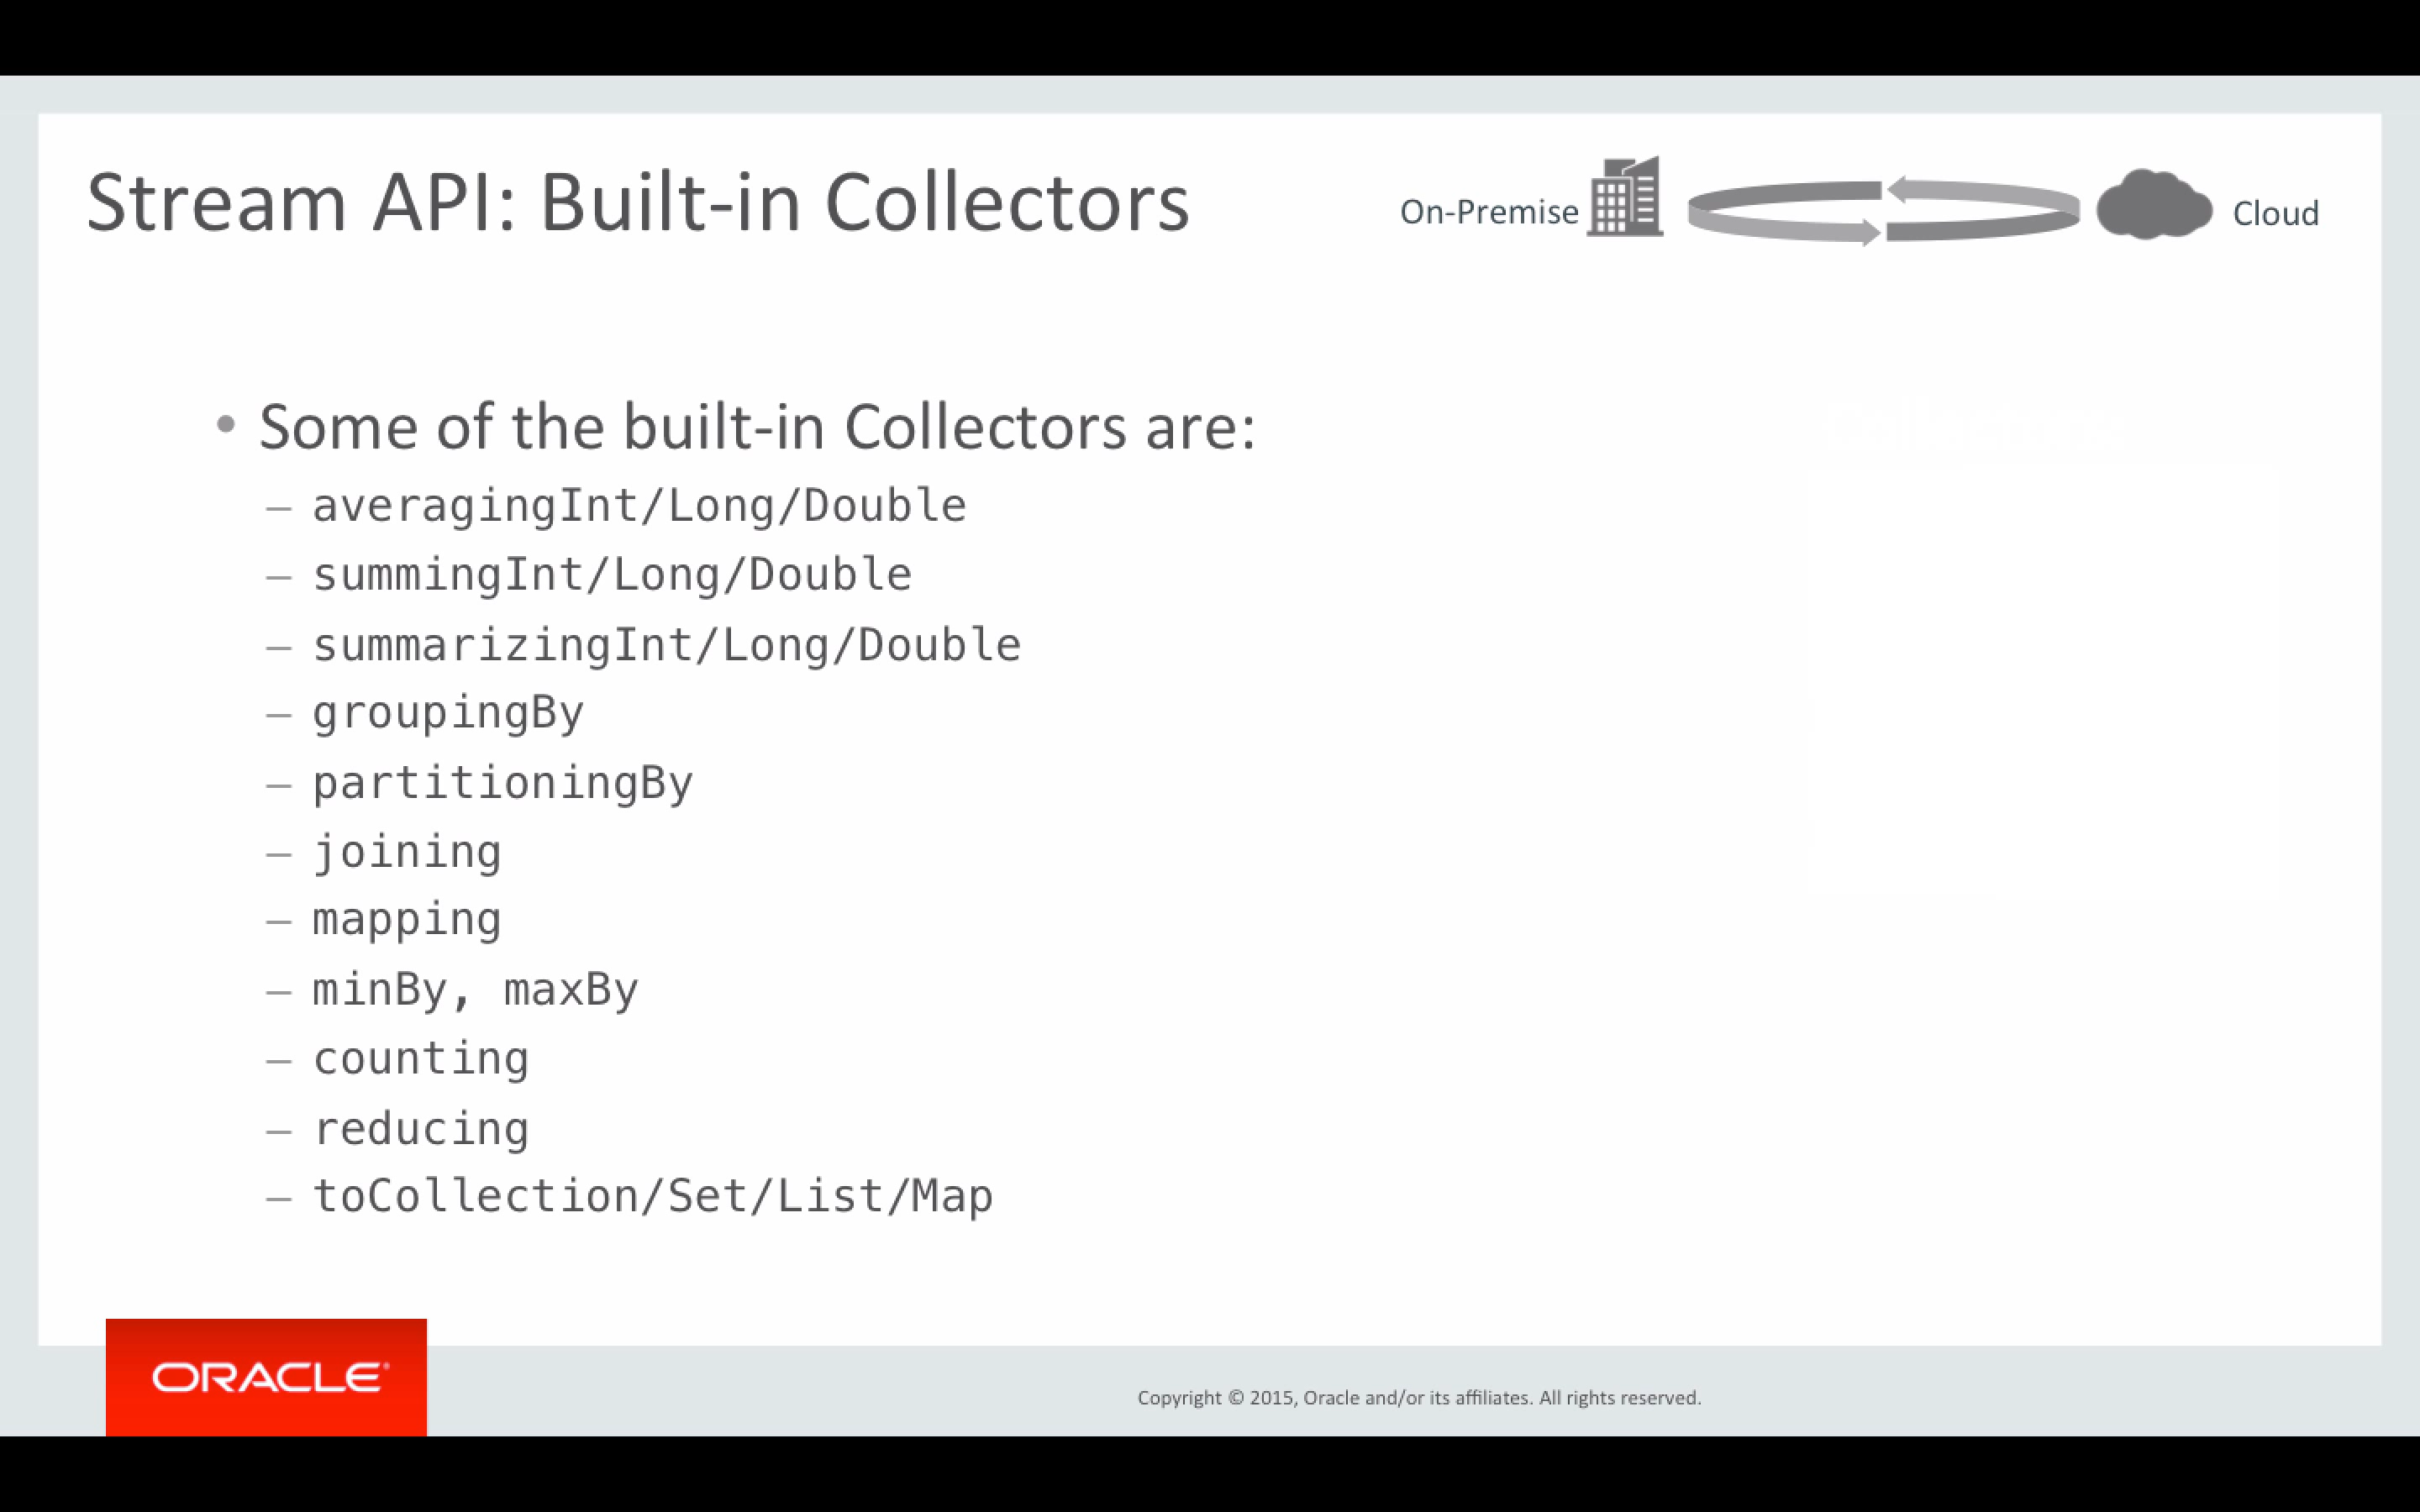 Stream API: Built-in Collectors
On-Premise
Cloud
• Some of the built-in Collectors are:
– averagingInt/Long/Double
– summingInt/Long/Double
– summarizingInt/Long/Double
– groupingBy
– partitioningBy
– joining
– mapping
– minBy, maxBy
– counting
– reducing
– toCollection/Set/List/Map
ORACLE®
Copyright © 2015, Oracle and/or its affiliates. All rights reserved.